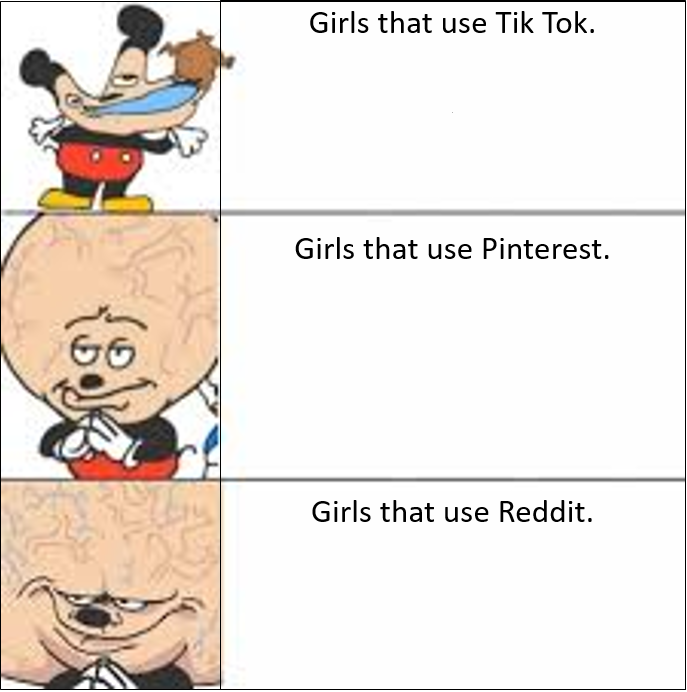 Girls that use Tik Tok.
Girls that use Pinterest.
Girls that use Reddit.